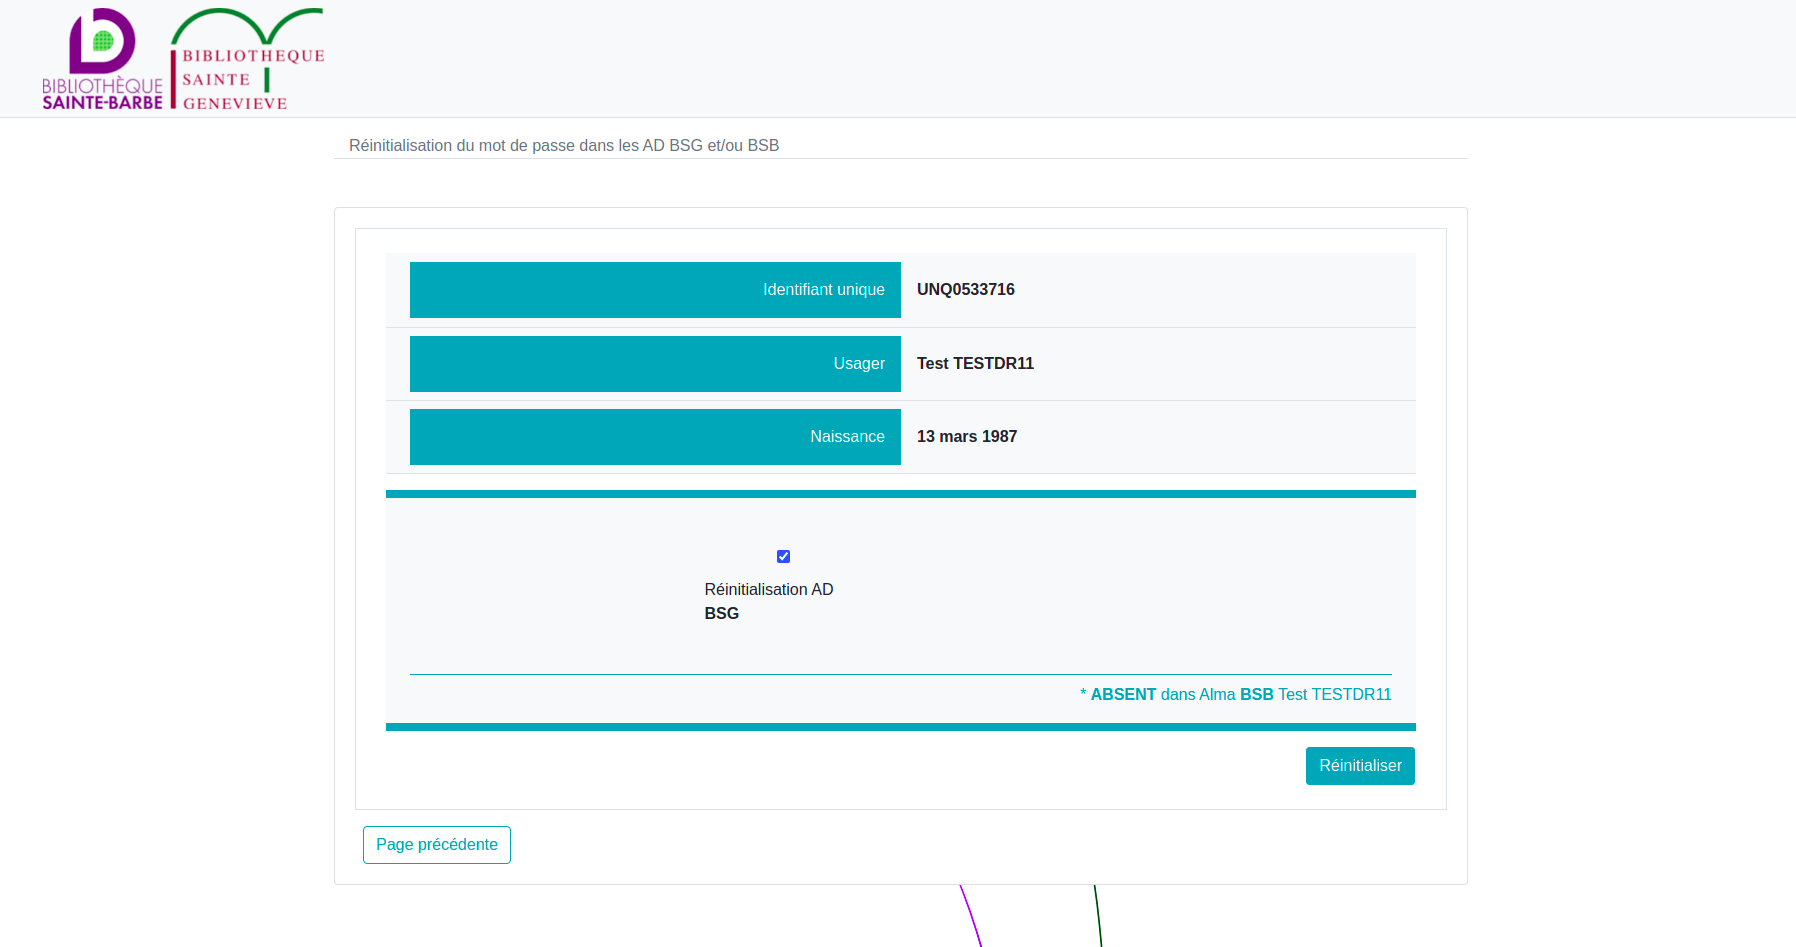 BIBLIOTHÈQUE
SAINTE-BARBE
BIBLIOTHEQUE
SAINTE
GENEVIEVE
Réinitialisation du mot de passe dans les AD BSG et/ou BSB
Identifiant unique UNQ0533716
Usager Test TESTDR11
Naissance 13 mars 1987
Réinitialisation AD
BSG
* ABSENT dans Alma BSB Test TESTDR11
Réinitialiser
Page précédente